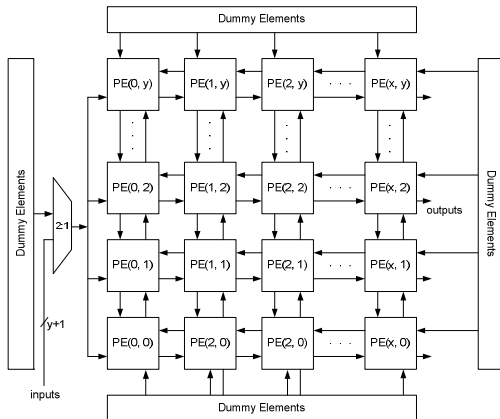 Dummy Elements
PE(0, y) PE(1, y) PE(2, y) . . . PE(x, y)
Dummy Elements
2:1
PE(0, 2) PE(1, 2) PE(2, 2) . . . PE(x, 2)
outputs
Dummy Elements
PE(0, 1) PE(1, 1) PE(2, 1) . . . PE(x, 1)
y+1
PE(0, 0) PE(2, 0) PE(2, 0) . . . PE(x, 0)
inputs
Dummy Elements